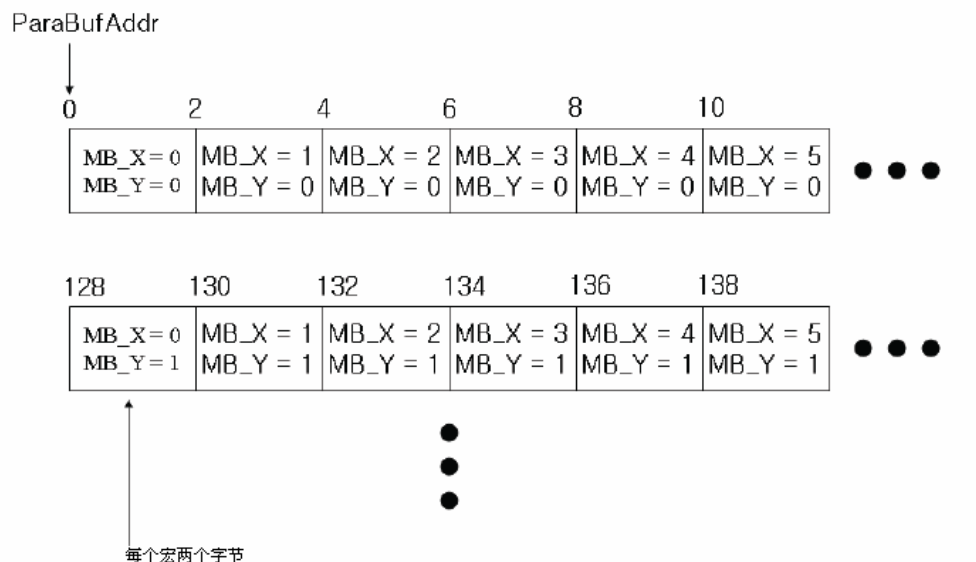 ParaBufAddr
0 2 4 6 8 10
MB_X = 0 MB_X = 1 MB_X = 2 MB_X = 3 MB_X = 4 MB_X = 5
MB_Y = 0 MB_Y = 0 MB_Y = 0 MB_Y = 0 MB_Y = 0 MB_Y = 0
128 130 132 134 136 138
MB_X = 0 MB_X = 1 MB_X = 2 MB_X = 3 MB_X = 4 MB_X = 5
MB_Y = 1 MB_Y = 1 MB_Y = 1 MB_Y = 1 MB_Y = 1 MB_Y = 1
每个宏两个字节